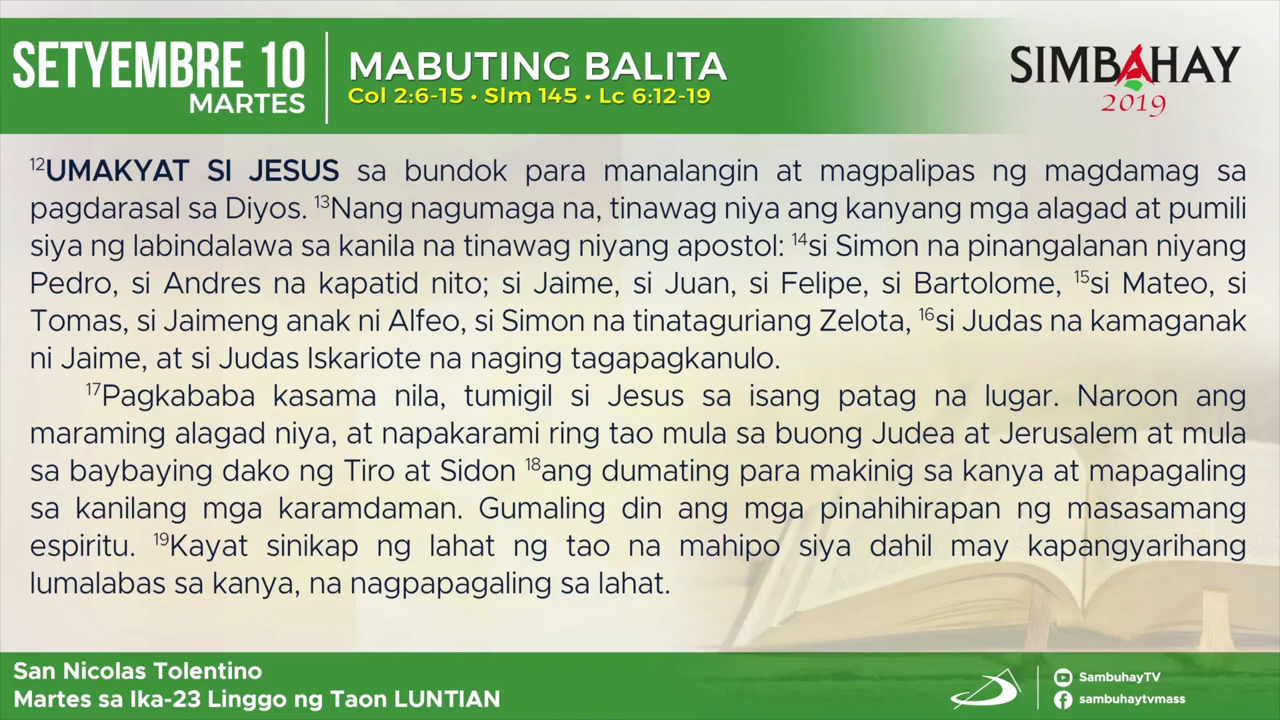 SETYEMBRE 10
MARTES
MABUTING BALITA
Col 2:6-15 • Slm 145 • Lc 6:12-19
SIMBAHAY
2019
¹²UMAKYAT SI JESUS sa bundok para manalangin at magpalipas ng magdamag sa
pagdarasal sa Diyos. ¹³Nang nagumaga na, tinawag niya ang kanyang mga alagad at pumili
siya ng labindalawa sa kanila na tinawag niyang apostol: ¹⁴si Simon na pinangalanan niyang
Pedro, si Andres na kapatid nito; si Jaime, si Juan, si Felipe, si Bartolome, ¹⁵si Mateo, si
Tomas, si Jaimeng anak ni Alfeo, si Simon na tinataguriang Zelota, ¹⁶si Judas na kamaganak
ni Jaime, at si Judas Iskariote na naging tagapagkanulo.
¹⁷Pagkababa kasama nila, tumigil si Jesus sa isang patag na lugar. Naroon ang
maraming alagad niya, at napakarami ring tao mula sa buong Judea at Jerusalem at mula
sa baybaying dako ng Tiro at Sidon ¹⁸ang dumating para makinig sa kanya at mapagaling
sa kanilang mga karamdaman. Gumaling din ang mga pinahihirapan ng masasamang
espiritu. ¹⁹Kayat sinikap ng lahat ng tao na mahipo siya dahil may kapangyarihang
lumalabas sa kanya, na nagpapagaling sa lahat.
San Nicolas Tolentino
Martes sa Ika-23 Linggo ng Taon LUNTIAN
SambuhayTV
sambuhaytvmass